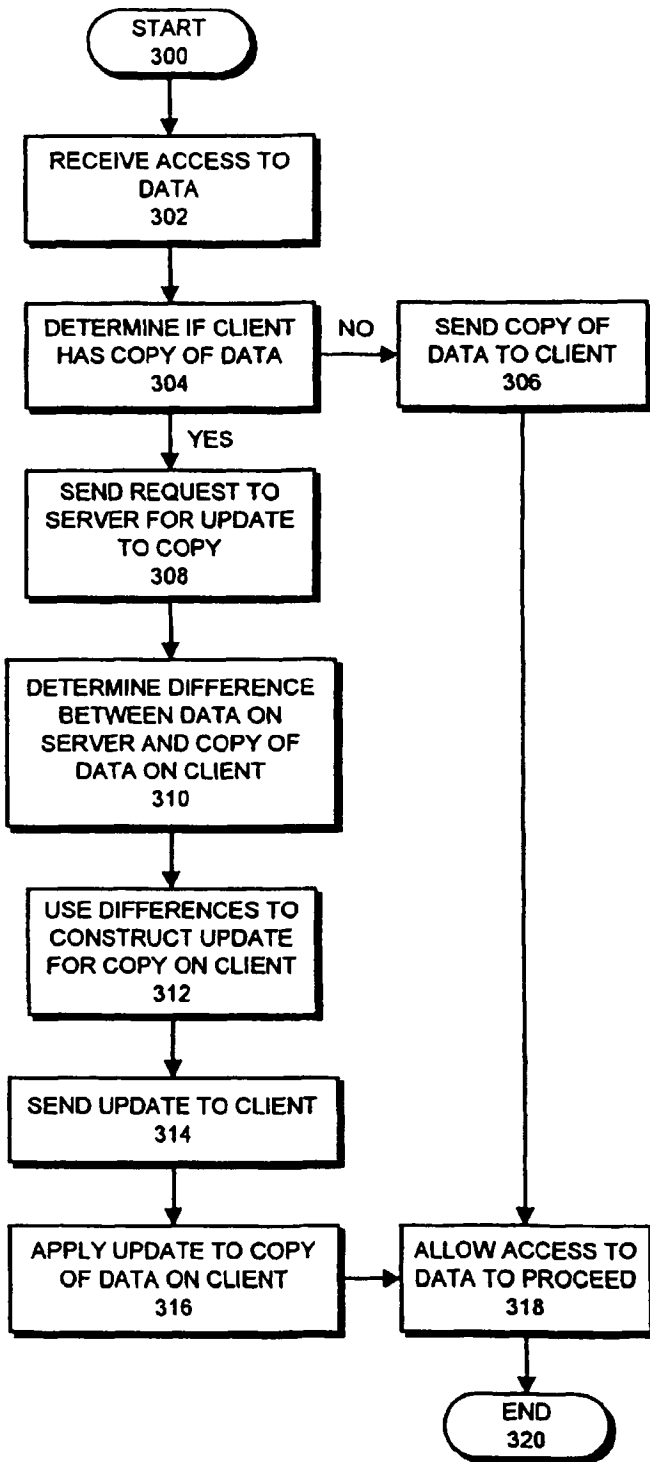 START
300
RECEIVE ACCESS TO
DATA
302
DETERMINE IF CLIENT
HAS COPY OF DATA
304
NO
SEND COPY OF
DATA TO CLIENT
306
YES
SEND REQUEST TO
SERVER FOR UPDATE
TO COPY
308
DETERMINE DIFFERENCE
BETWEEN DATA ON
SERVER AND COPY OF
DATA ON CLIENT
310
USE DIFFERENCES TO
CONSTRUCT UPDATE
FOR COPY ON CLIENT
312
SEND UPDATE TO CLIENT
314
APPLY UPDATE TO COPY
OF DATA ON CLIENT
316
ALLOW ACCESS TO
DATA TO PROCEED
318
END
320